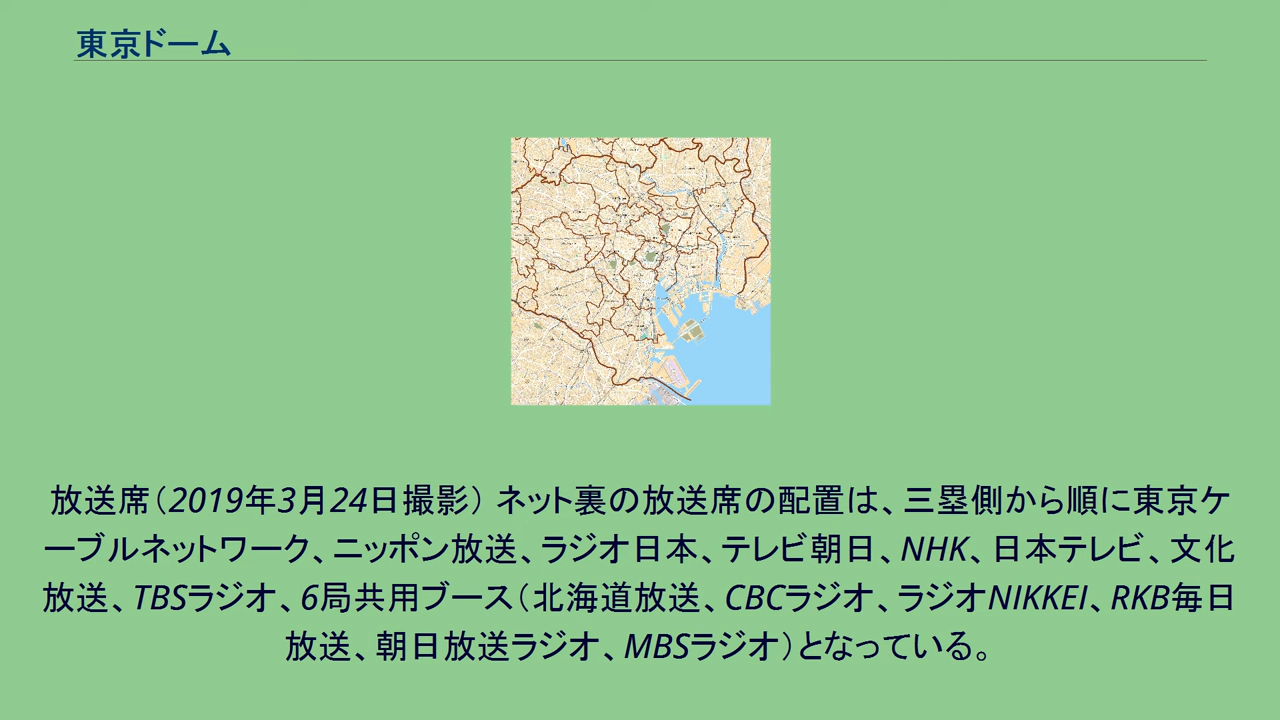 東京ドーム
放送席（2019年3月24日撮影） ネット裏の放送席の配置は、三塁側から順に東京ケ
ーブルネットワーク、ニッポン放送、ラジオ日本、テレビ朝日、NHK、日本テレビ、文化
放送、TBSラジオ、6局共用ブース（北海道放送、CBCラジオ、ラジオNIKKEI、RKB毎日
放送、朝日放送ラジオ、MBSラジオ）となっている。